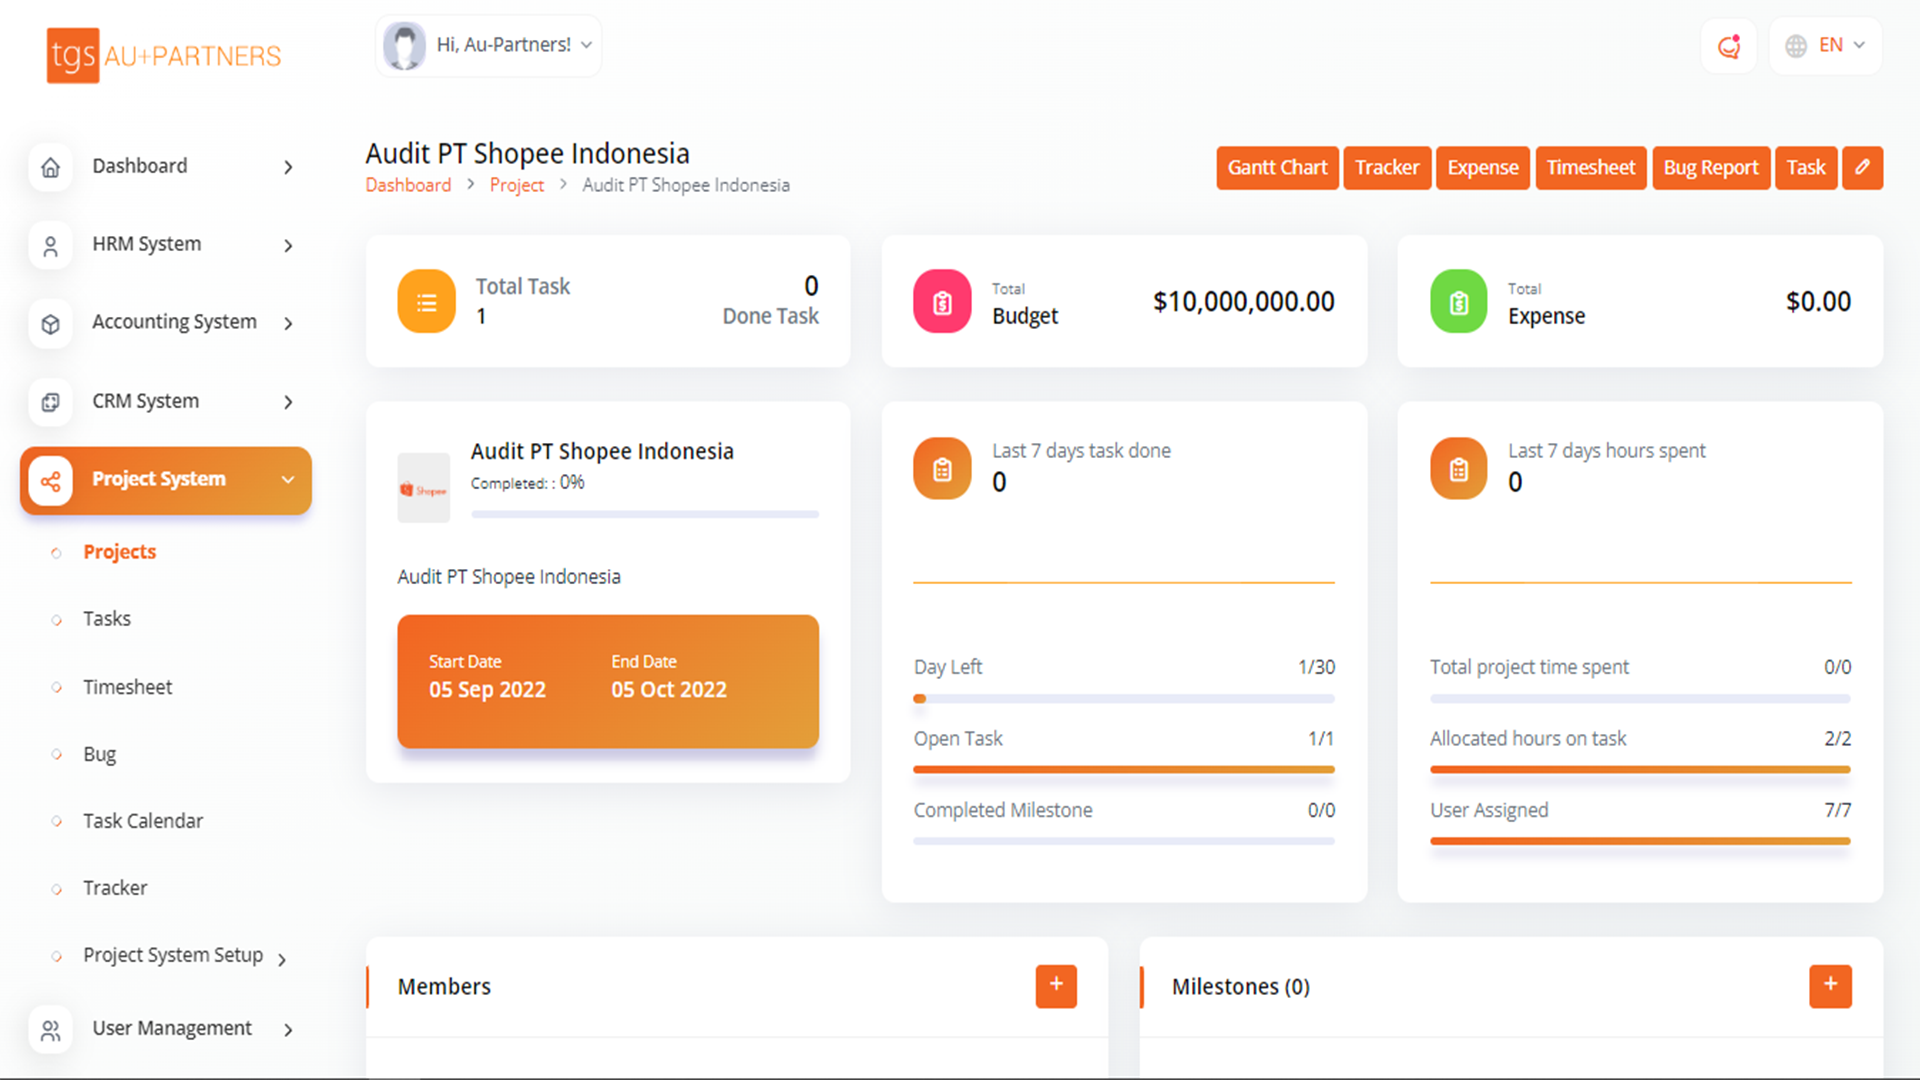 tgs AU+PARTNERS
Hi, Au-Partners!
EN
Dashboard
HRM System
Accounting System
CRM System
Project System
Projects
Tasks
Timesheet
Bug
Task Calendar
Tracker
Project System Setup
User Management
Audit PT Shopee Indonesia
Dashboard > Project > Audit PT Shopee Indonesia
Gantt Chart Tracker Expense Timesheet Bug Report Task
Total Task 0
1 Done Task
Total
Budget $10,000,000.00
Total
Expense $0.00
Shopee
Audit PT Shopee Indonesia
Completed: : 0%
Audit PT Shopee Indonesia
Start Date End Date
05 Sep 2022 05 Oct 2022
Last 7 days task done
0
Day Left 1/30
Open Task 1/1
Completed Milestone 0/0
Last 7 days hours spent
0
Total project time spent 0/0
Allocated hours on task 2/2
User Assigned 7/7
Members +
Milestones (0) +